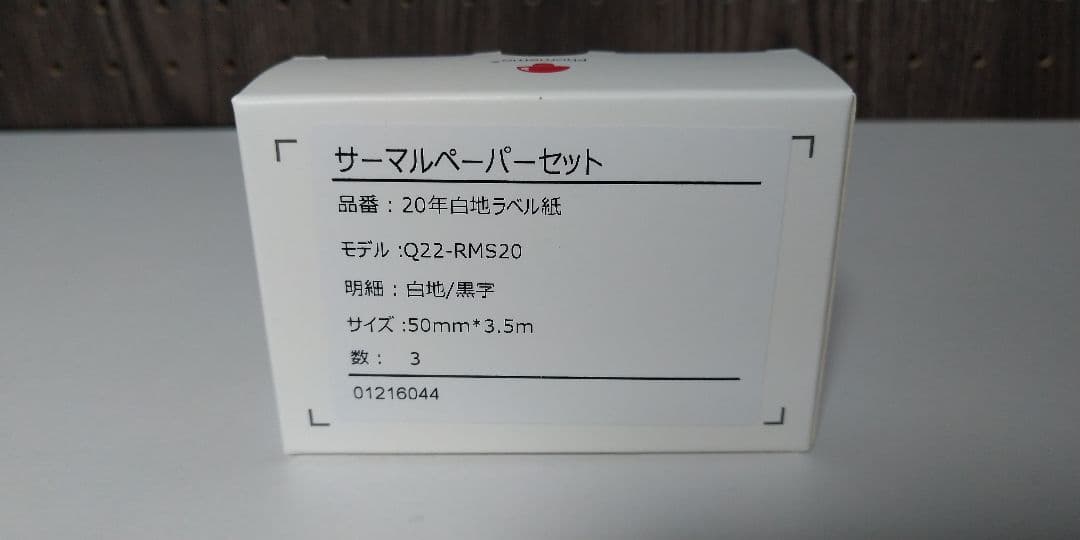 Phomemo®
サーマルペーパーセット
品番：20年白地ラベル紙
モデル:Q22-RMS20
明細：白地/黒字
サイズ:50mm*3.5m
数： 3
01216044